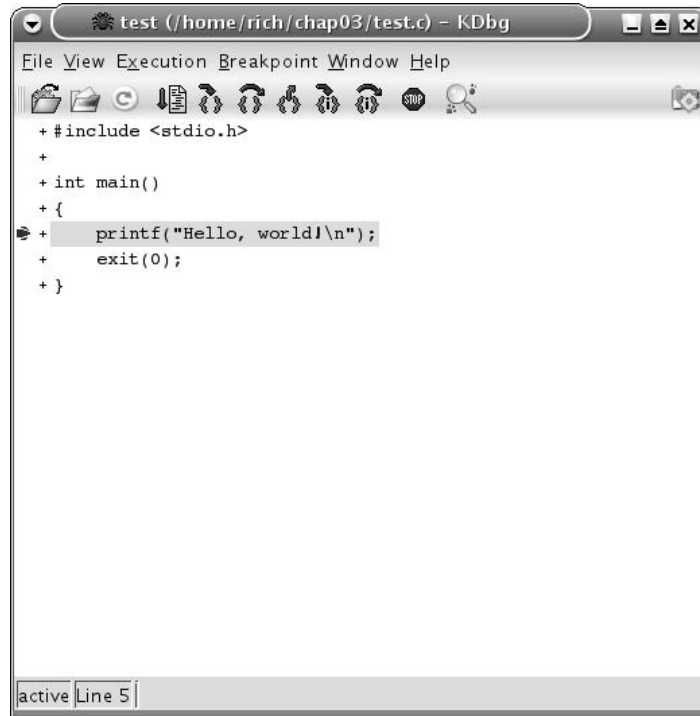 test (/home/rich/chap03/test.c) – KDbg
File View Execution Breakpoint Window Help
STOP
+ #include <stdio.h>
+
+ int main()
+ {
+ printf("Hello, world!\n");
+ exit(0);
+ }
active Line 5